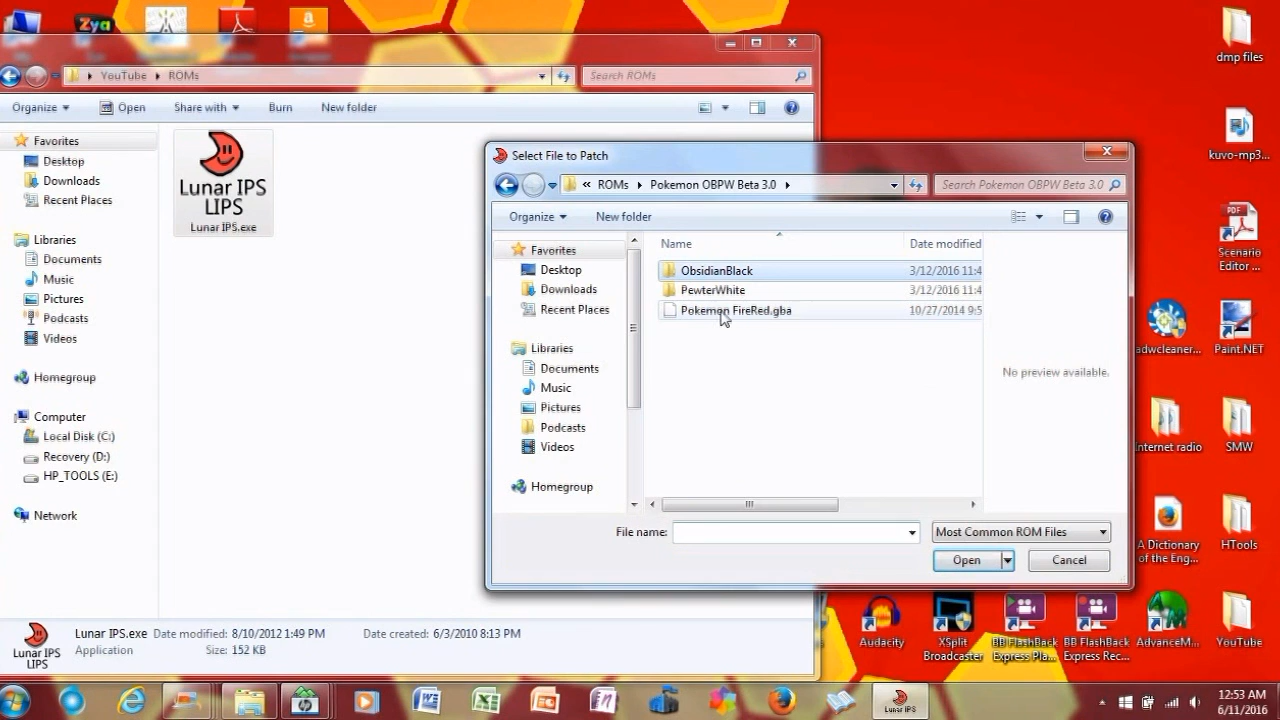 Zya
YouTube ▸ ROMs
Search ROMs
Organize
Open
Share with
Burn
New folder
Favorites
Desktop
Downloads
Recent Places
Libraries
Documents
Music
Pictures
Podcasts
Videos
Homegroup
Computer
Local Disk (C:)
Recovery (D:)
HP_TOOLS (E:)
Network
Lunar IPS
LIPS
Lunar IPS.exe
Lunar IPS
LIPS
Lunar IPS.exe
Date modified: 8/10/2012 1:49 PM
Date created: 6/3/2010 8:13 PM
Application
Size: 152 KB
Select File to Patch
« ROMs ▸ Pokemon OBPW Beta 3.0 ▸
Search Pokemon OBPW Beta 3.0
Organize
New folder
Favorites
Desktop
Downloads
Recent Places
Libraries
Documents
Music
Pictures
Podcasts
Videos
Homegroup
Name
Date modified
ObsidianBlack
3/12/2016 11:4
PewterWhite
3/12/2016 11:4
Pokemon FireRed.gba
10/27/2014 9:5
No preview available.
File name:
Most Common ROM Files
Open
Cancel
dmp files
kuvo-mp3...
PDF
Scenario
Editor ...
adwcleaner...
Paint.NET
Internet radio
SMW
A Dictionary
of the Eng...
HTools
Audacity
XSplit
Broadcaster
BB FlashBack
Express Pla...
BB FlashBack
Express Rec...
AdvanceM...
YouTube
Lunar IPS
12:53 AM
6/11/2016